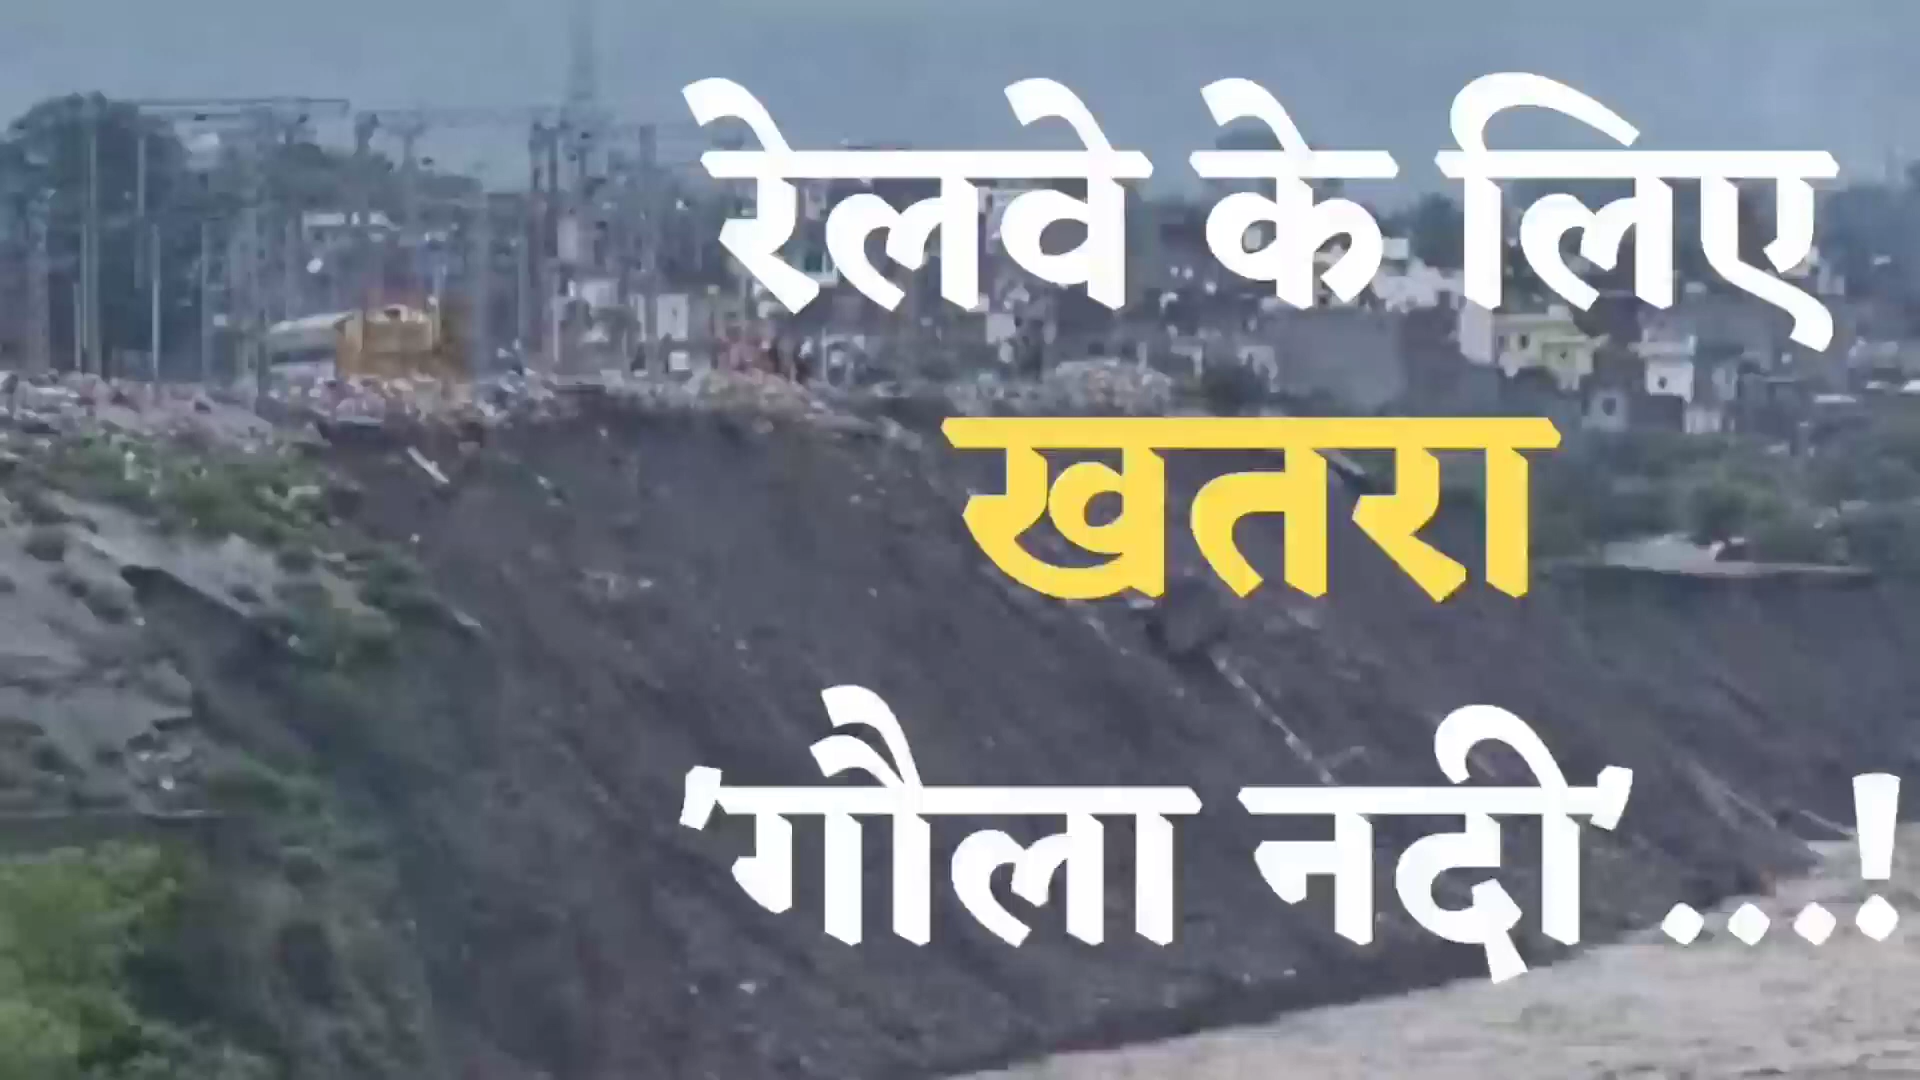 रेलवे के लिए
खतरा
'गौला नदी' ....!